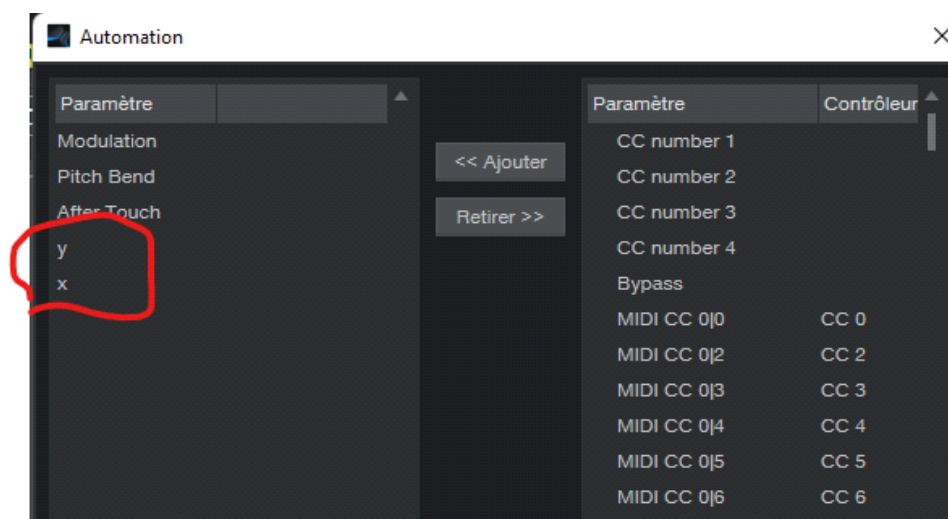 Automation
Paramètre
Modulation
Pitch Bend
After Touch
y
x
<< Ajouter
Retirer >>
Paramètre Contrôleur
CC number 1
CC number 2
CC number 3
CC number 4
Bypass
MIDI CC 0|0 CC 0
MIDI CC 0|2 CC 2
MIDI CC 0|3 CC 3
MIDI CC 0|4 CC 4
MIDI CC 0|5 CC 5
MIDI CC 0|6 CC 6